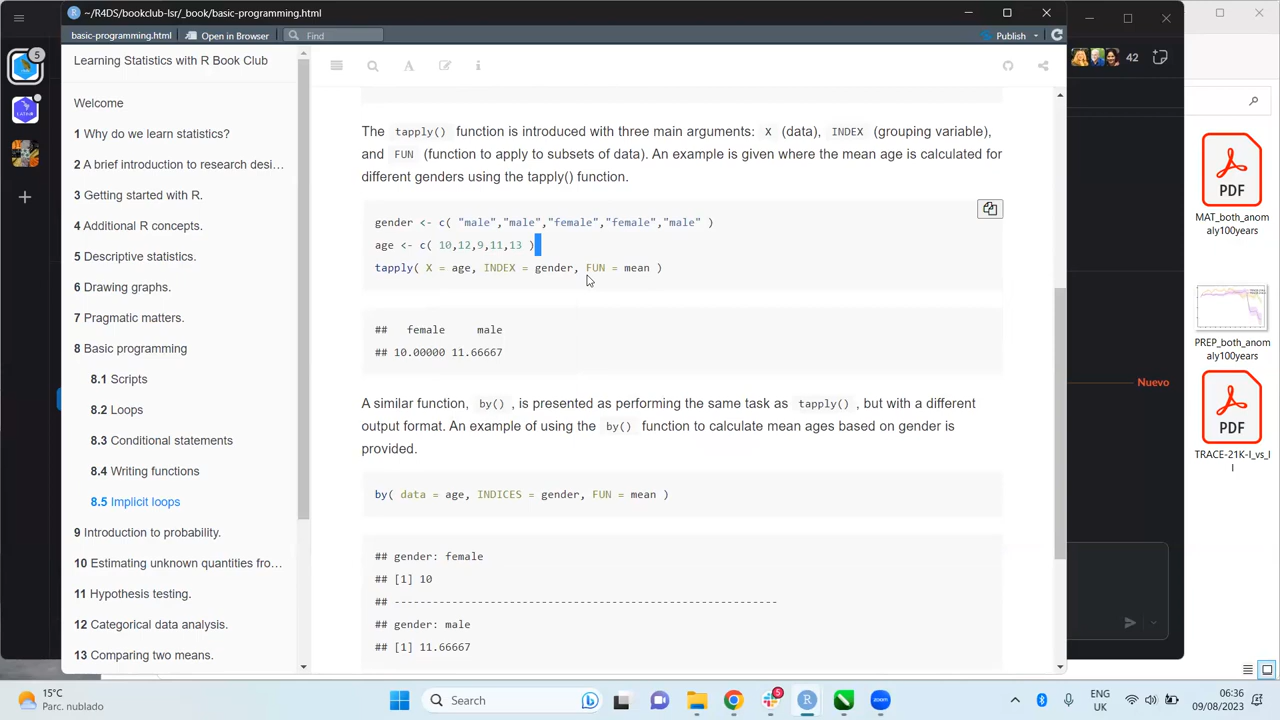 ~/R4DS/bookclub-lsr/_book/basic-programming.html
basic-programming.html
Open in Browser
Find
Publish
Learning Statistics with R Book Club
Welcome
1 Why do we learn statistics?
2 A brief introduction to research desi...
3 Getting started with R.
4 Additional R concepts.
5 Descriptive statistics.
6 Drawing graphs.
7 Pragmatic matters.
8 Basic programming
8.1 Scripts
8.2 Loops
8.3 Conditional statements
8.4 Writing functions
8.5 Implicit loops
9 Introduction to probability.
10 Estimating unknown quantities fro...
11 Hypothesis testing.
12 Categorical data analysis.
13 Comparing two means.
The tapply() function is introduced with three main arguments: X (data), INDEX (grouping variable),
and FUN (function to apply to subsets of data). An example is given where the mean age is calculated for
different genders using the tapply() function.
gender <- c( "male","male","female","female","male" )
age <- c( 10,12,9,11,13 )
tapply( X = age, INDEX = gender, FUN = mean )
## female male
## 10.00000 11.66667
A similar function, by() , is presented as performing the same task as tapply() , but with a different
output format. An example of using the by() function to calculate mean ages based on gender is
provided.
by( data = age, INDICES = gender, FUN = mean )
## gender: female
## [1] 10
## ------------------------------------------------------------
## gender: male
## [1] 11.66667
5
LATINR
42
Nuevo
PDF
MAT_both_anom
aly100years
PREP_both_anom
aly100years
PDF
TRACE-21K-I_vs_I
I
15°C
Parc. nublado
Search
5
ENG
UK
06:36
09/08/2023